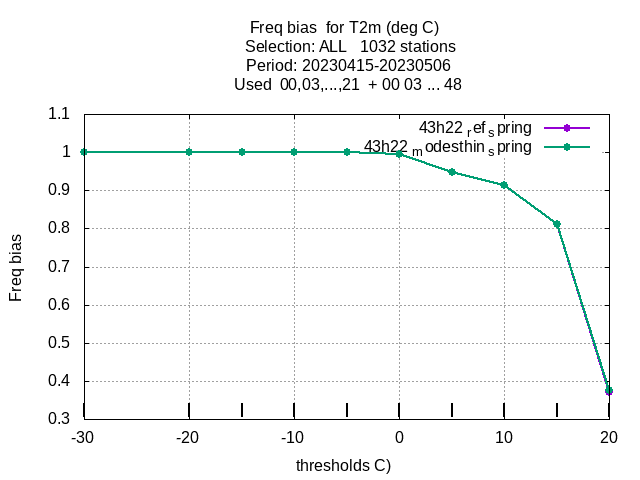 Freq bias  for T2m (deg C)
Selection: ALL   1032 stations
Period: 20230415-20230506
Used  00,03,...,21  + 00 03 ... 48
1.1
43h22 ref spring
1
43h22 modesthin spring
0.9
0.8
0.7
0.6
0.5
0.4
0.3
Freq bias
-30 -20 -10 0 10 20
thresholds C)